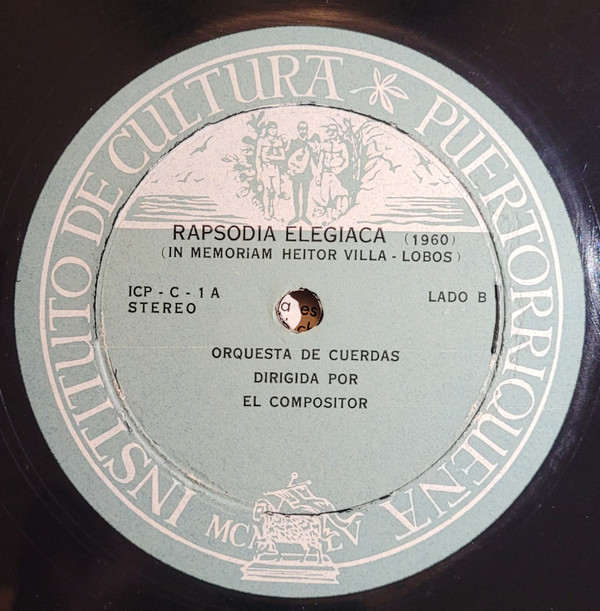 INSTITUTO DE CULTURA PUERTORRIQUEÑA
RAPSODIA ELEGIACA (1960)
(IN MEMORIAM HEITOR VILLA - LOBOS)
ICP - C - 1 A
STEREO
LADO B
a es
ORQUESTA DE CUERDAS
DIRIGIDA POR
EL COMPOSITOR